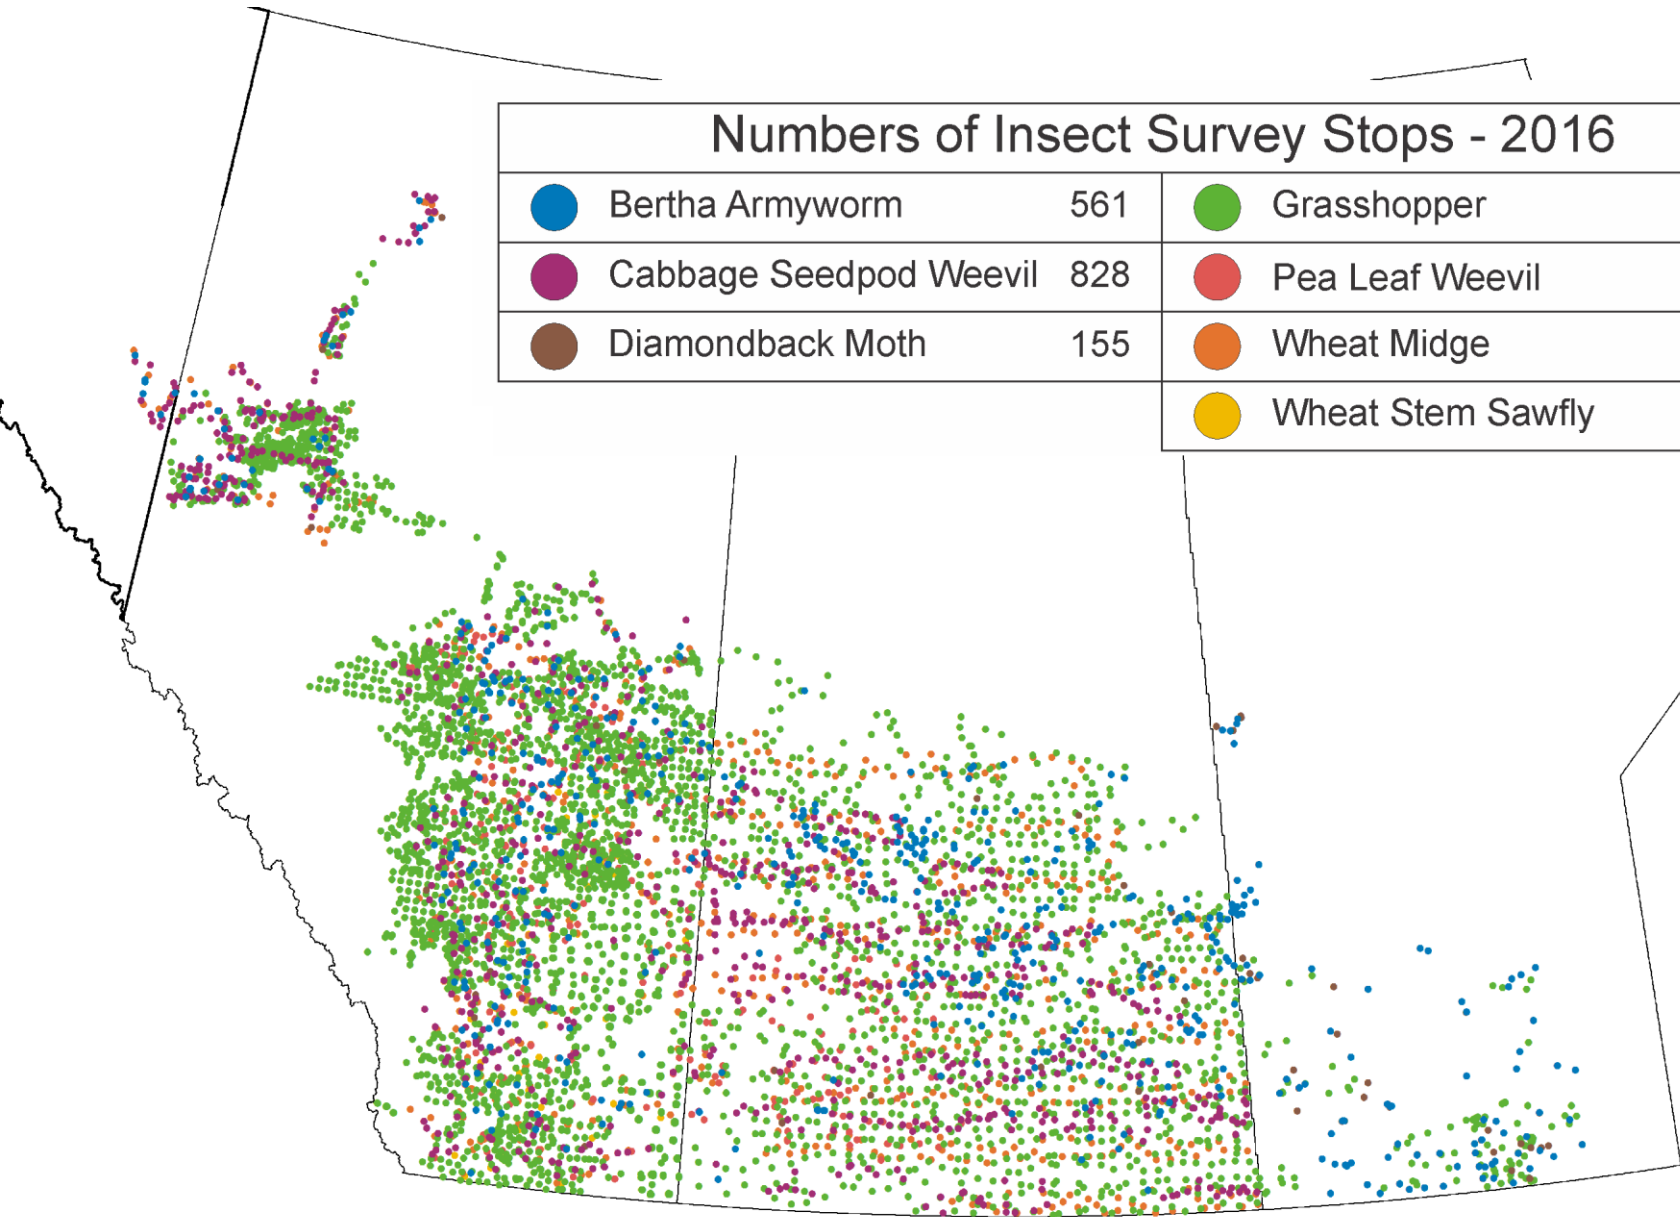 Numbers of Insect Survey Stops - 2016
Bertha Armyworm 561 Grasshopper
Cabbage Seedpod Weevil 828 Pea Leaf Weevil
Diamondback Moth 155 Wheat Midge
Wheat Stem Sawfly